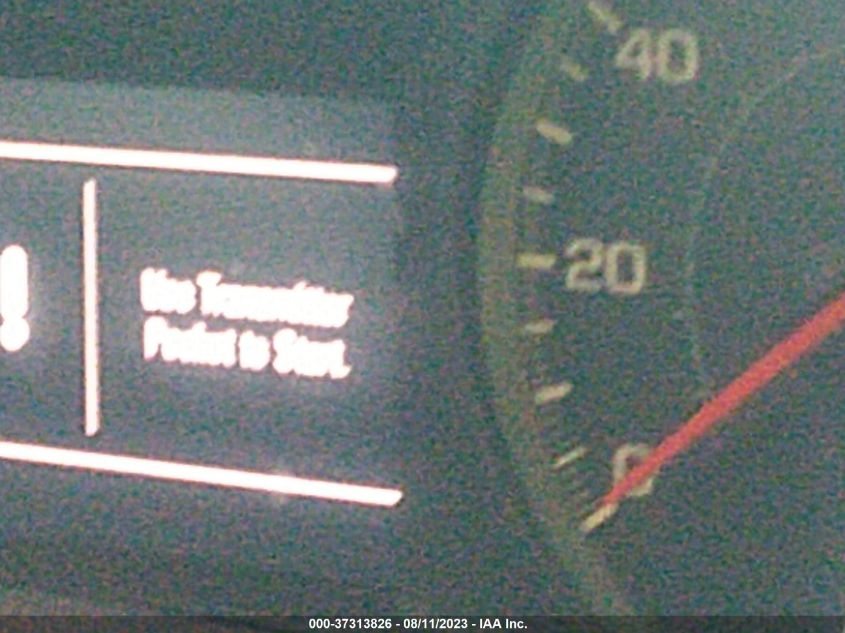 40
20
Use Transmitter
Pocket to Start.
0
000-37313826 - 08/11/2023 - IAA Inc.